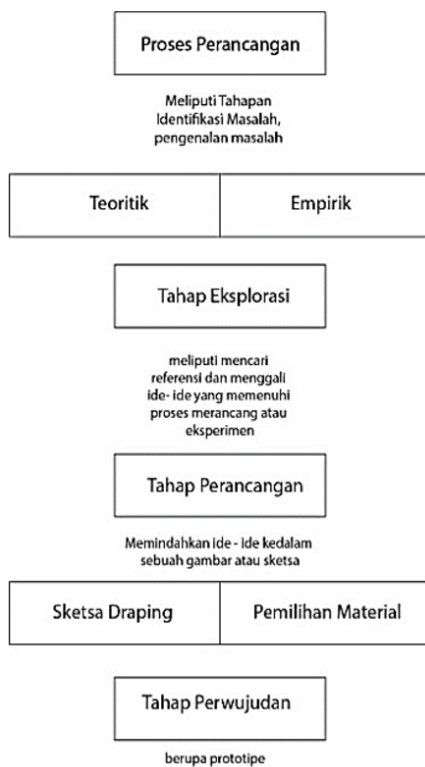 Proses Perancangan
Meliputi Tahapan
Identifikasi Masalah,
pengenalan masalah
Teoritik
Empirik
Tahap Eksplorasi
meliputi mencari
referensi dan menggali
ide- ide yang memenuhi
proses merancang atau
eksperimen
Tahap Perancangan
Memindahkan ide - ide kedalam
sebuah gambar atau sketsa
Sketsa Draping
Pemilihan Material
Tahap Perwujudan
berupa prototipe